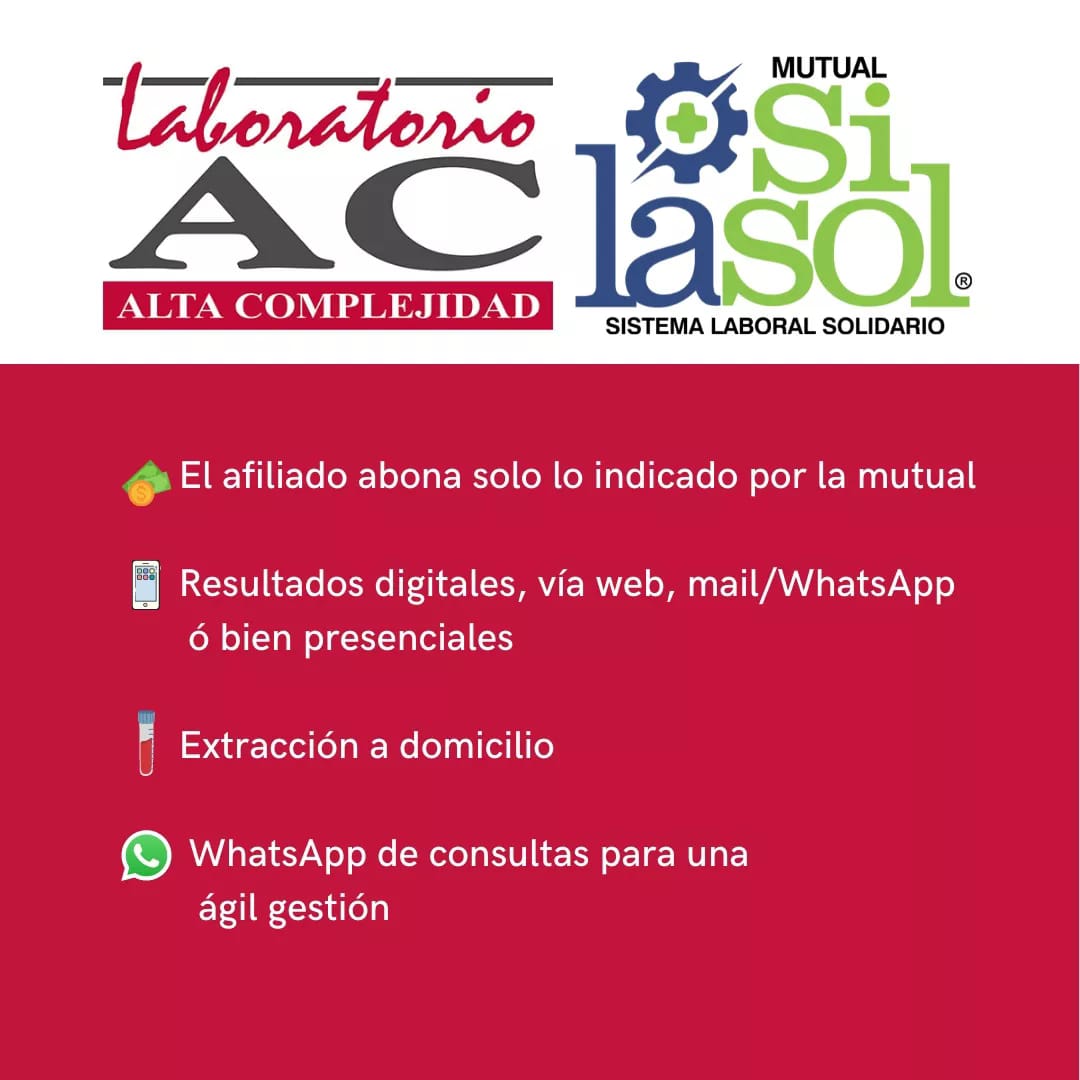 Laboratorio
AC
ALTA COMPLEJIDAD
MUTUAL
Si
lasol
®
SISTEMA LABORAL SOLIDARIO
El afiliado abona solo lo indicado por la mutual
Resultados digitales, vía web, mail/WhatsApp
ó bien presenciales
Extracción a domicilio
WhatsApp de consultas para una
ágil gestión